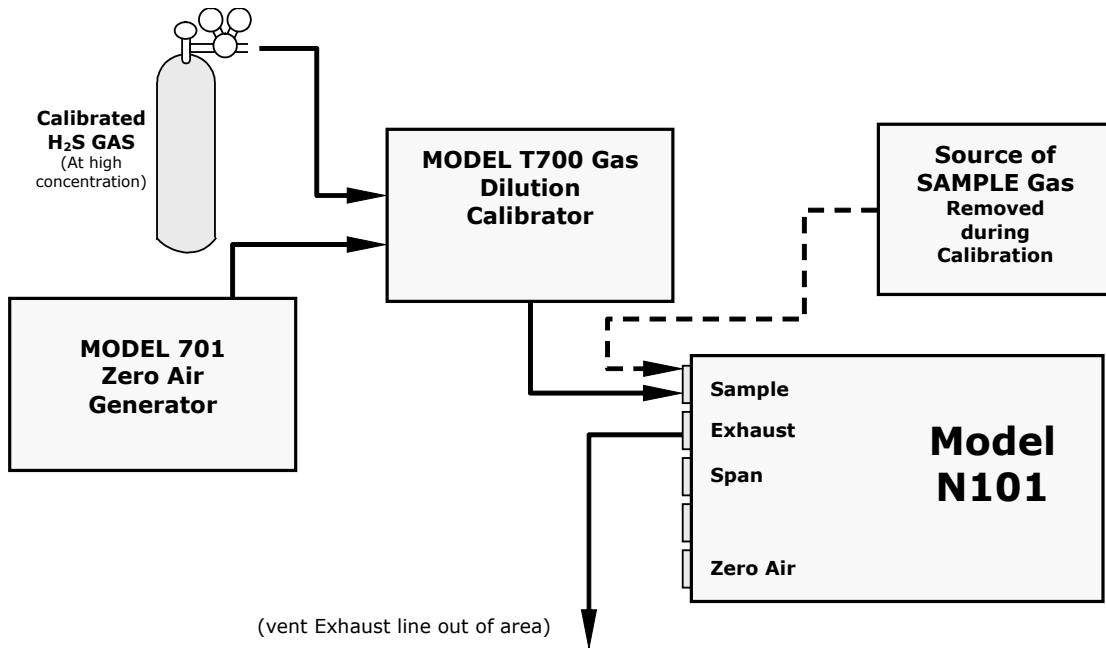 Calibrated
H₂S GAS
(At high
concentration)
MODEL T700 Gas
Dilution
Calibrator
Source of
SAMPLE Gas
Removed
during
Calibration
MODEL 701
Zero Air
Generator
Sample
Exhaust
Span
Zero Air
Model
N101
(vent Exhaust line out of area)